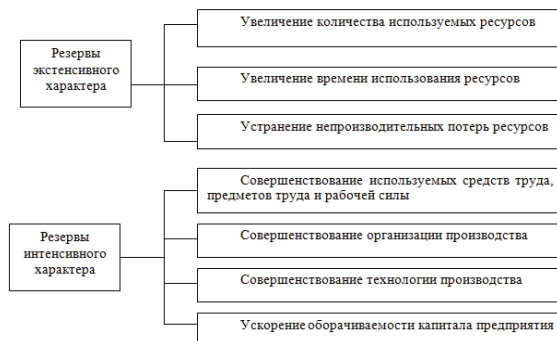 Резервы
экстенсивного
характера
Увеличение количества используемых ресурсов
Увеличение времени использования ресурсов
Устранение непроизводительных потерь ресурсов
Резервы
интенсивного
характера
Совершенствование используемых средств труда,
предметов труда и рабочей силы
Совершенствование организации производства
Совершенствование технологии производства
Ускорение оборачиваемости капитала предприятия